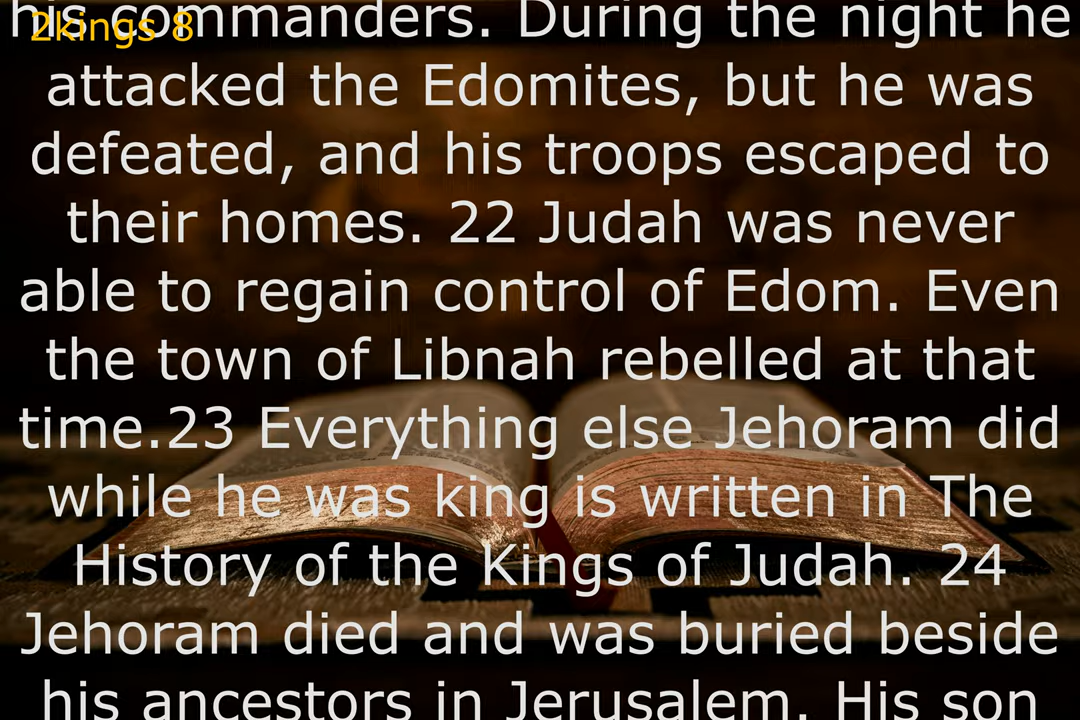 his commanders. During the night he
2kings 8
attacked the Edomites, but he was
defeated, and his troops escaped to
their homes. 22 Judah was never
able to regain control of Edom. Even
the town of Libnah rebelled at that
time.23 Everything else Jehoram did
while he was king is written in The
History of the Kings of Judah. 24
Jehoram died and was buried beside
his ancestors in Jerusalem. His son